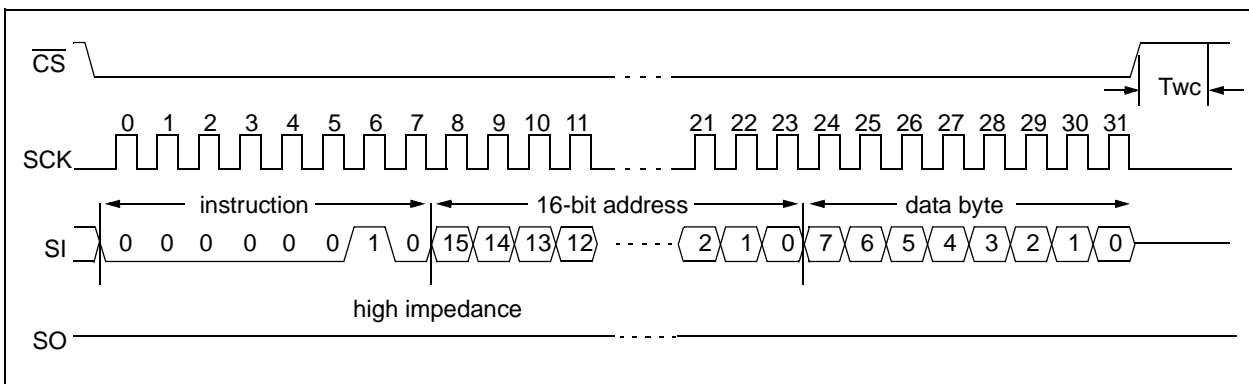 CS
Twc
0 1 2 3 4 5 6 7 8 9 10 11 21 22 23 24 25 26 27 28 29 30 31
SCK
instruction 16-bit address data byte
SI 0 0 0 0 0 0 1 0 15 14 13 12 2 1 0 7 6 5 4 3 2 1 0
high impedance
SO